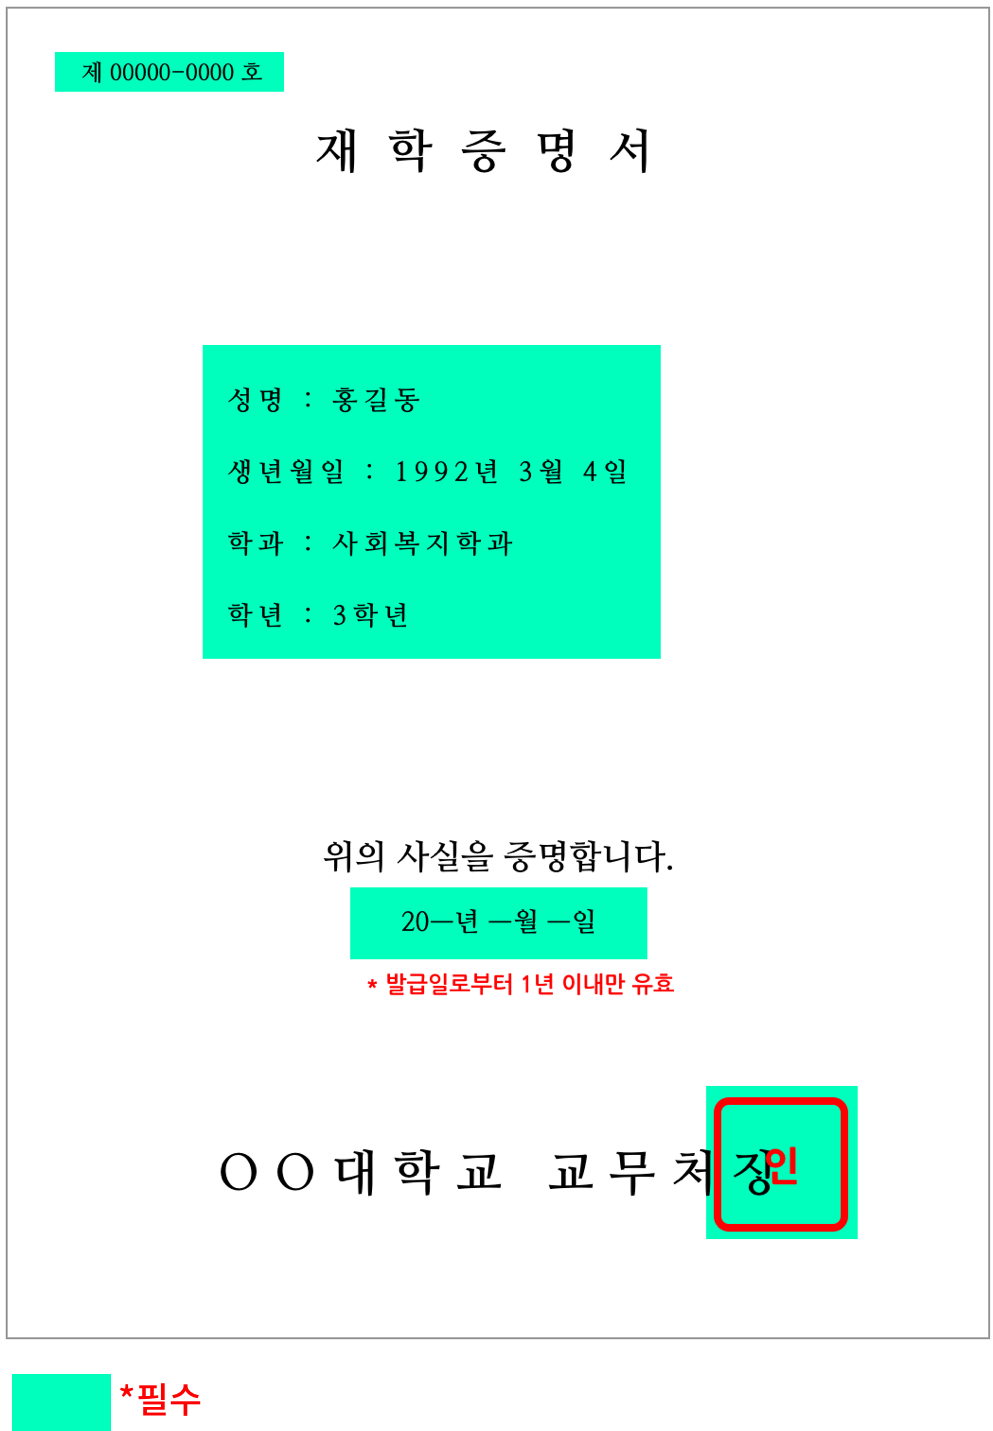 제 00000-0000 호
재 학 증 명 서
성명 : 홍길동
생년월일 : 1992년 3월 4일
학과 : 사회복지학과
학년 : 3학년
위의 사실을 증명합니다.
20—년 —월 —일
* 발급일로부터 1년 이내만 유효
○○대학교 교무처장
인
*필수